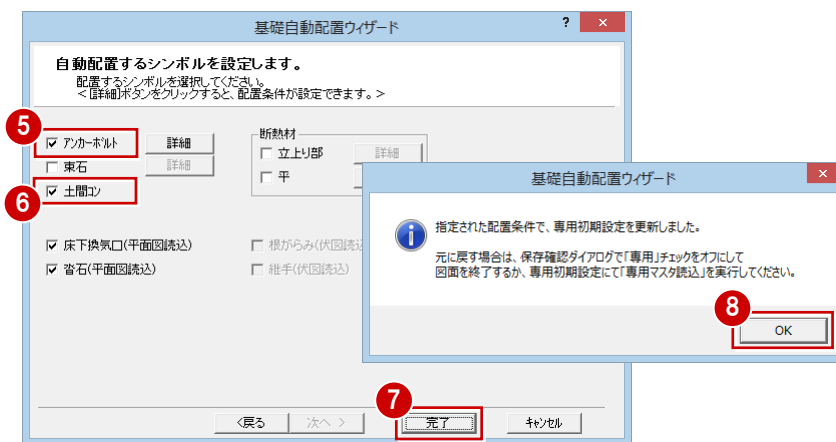 基礎自動配置ウィザード
? ×
自動配置するシンボルを設定します。
配置するシンボルを選択してください。
<[詳細]ボタンをクリックすると、配置条件が設定できます。>
5
アンカーボルト
詳細
束石
詳細
6
土間コン
断熱材
立上り部
詳細
平
床下換気口(平面図読込)
沓石(平面図読込)
根がらみ(伏図読込
継手(伏図読込)
基礎自動配置ウィザード
×
指定された配置条件で、専用初期設定を更新しました。
元に戻す場合は、保存確認ダイアログで「専用」チェックをオフにして
図面を終了するか、専用初期設定にて「専用マスタ読込」を実行してください。
8
OK
7
<戻る
次へ >
完了
キャンセル